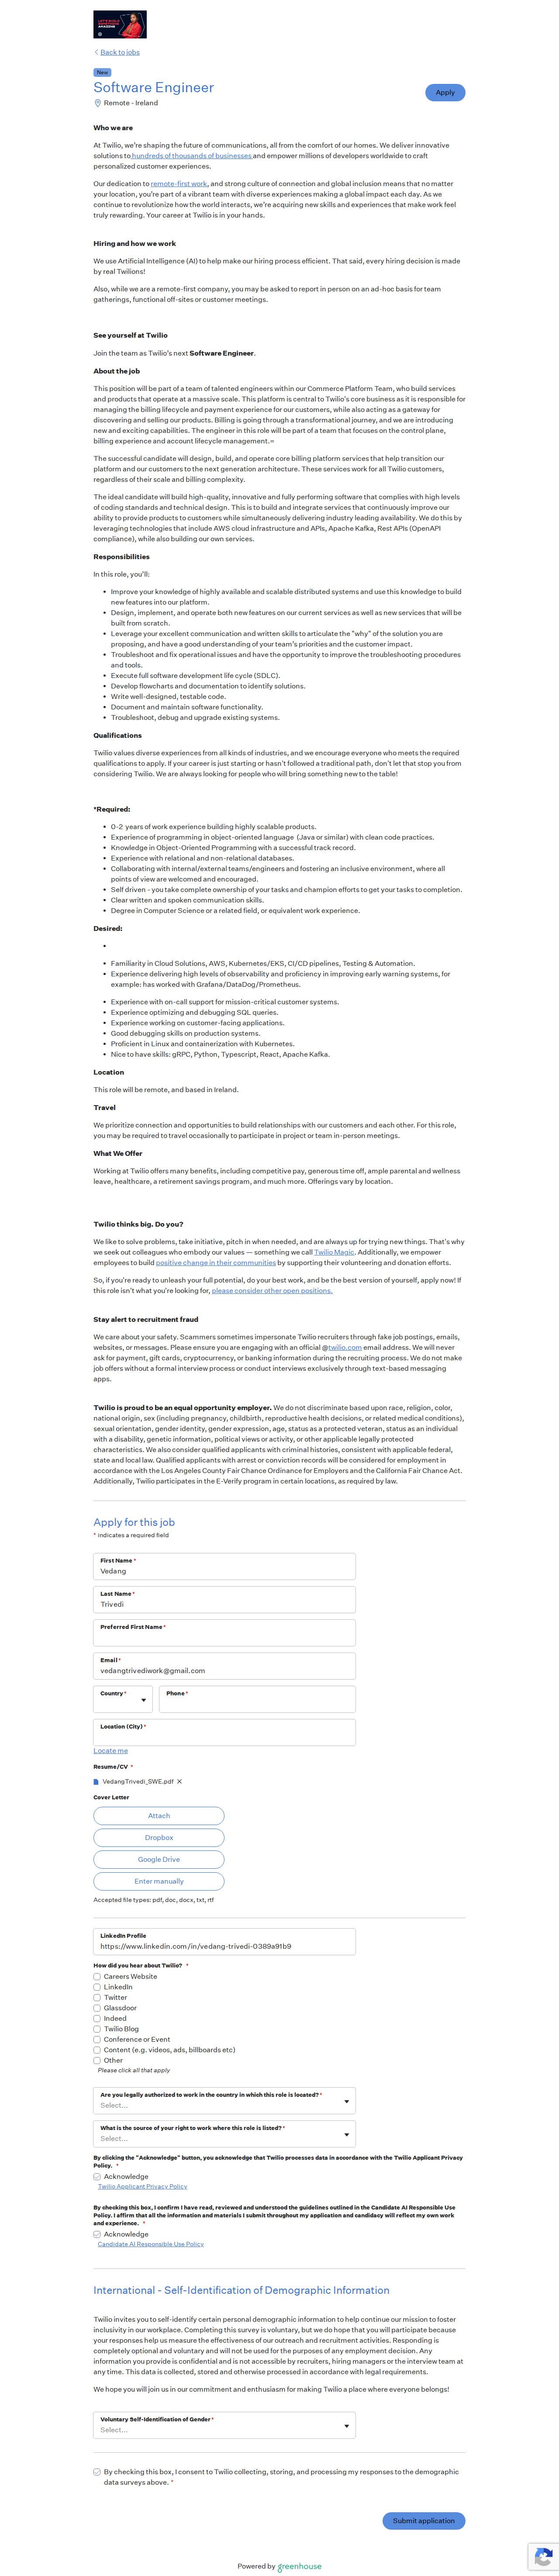 Back to jobs
New
Software Engineer
Remote - Ireland
Apply
Who we are
At Twilio, we're shaping the future of communications, all from the comfort of our homes. We deliver innovative
solutions to hundreds of thousands of businesses and empower millions of developers worldwide to craft
personalized customer experiences.
Our dedication to remote-first work, and strong culture of connection and global inclusion means that no matter
your location, you're part of a vibrant team with diverse experiences making a global impact each day. As we
continue to revolutionize how the world interacts, we're acquiring new skills and experiences that make work feel
truly rewarding. Your career at Twilio is in your hands.
Hiring and how we work
We use Artificial Intelligence (AI) to help make our hiring process efficient. That said, every hiring decision is made
by real Twilions!
Also, while we are a remote-first company, you may be asked to report in person on an ad-hoc basis for team
gatherings, functional off-sites or customer meetings.
See yourself at Twilio
Join the team as Twilio's next Software Engineer.
About the job
This position will be part of a team of talented engineers within our Commerce Platform Team, who build services
and products that operate at a massive scale. This platform is central to Twilio's core business as it is responsible for
managing the billing lifecycle and payment experience for our customers, while also acting as a gateway for
discovering and selling our products. Billing is going through a transformational journey, and we are introducing
new and exciting capabilities. The engineer in this role will be part of a team that focuses on the control plane,
billing experience and account lifecycle management.=
The successful candidate will design, build, and operate core billing platform services that help transition our
platform and our customers to the next generation architecture. These services work for all Twilio customers,
regardless of their scale and billing complexity.
The ideal candidate will build high-quality, innovative and fully performing software that complies with high levels
of coding standards and technical design. This is to build and integrate services that continuously improve our
ability to provide products to customers while simultaneously delivering industry leading availability. We do this by
leveraging technologies that include AWS cloud infrastructure and APIs, Apache Kafka, Rest APIs (OpenAPI
compliance), while also building our own services.
Responsibilities
In this role, you'll:
• Improve your knowledge of highly available and scalable distributed systems and use this knowledge to build
new features into our platform.
• Design, implement, and operate both new features on our current services as well as new services that will be
built from scratch.
• Leverage your excellent communication and written skills to articulate the "why" of the solution you are
proposing, and have a good understanding of your team's priorities and the customer impact.
• Troubleshoot and fix operational issues and have the opportunity to improve the troubleshooting procedures
and tools.
• Execute full software development life cycle (SDLC).
• Develop flowcharts and documentation to identify solutions.
• Write well-designed, testable code.
• Document and maintain software functionality.
• Troubleshoot, debug and upgrade existing systems.
Qualifications
Twilio values diverse experiences from all kinds of industries, and we encourage everyone who meets the required
qualifications to apply. If your career is just starting or hasn't followed a traditional path, don't let that stop you from
considering Twilio. We are always looking for people who will bring something new to the table!
*Required:
• 0-2 years of work experience building highly scalable products.
• Experience of programming in object-oriented language (Java or similar) with clean code practices.
• Knowledge in Object-Oriented Programming with a successful track record.
• Experience with relational and non-relational databases.
• Collaborating with internal/external teams/engineers and fostering an inclusive environment, where all
points of view are welcomed and encouraged.
• Self driven - you take complete ownership of your tasks and champion efforts to get your tasks to completion.
• Clear written and spoken communication skills.
• Degree in Computer Science or a related field, or equivalent work experience.
Desired:
•
• Familiarity in Cloud Solutions, AWS, Kubernetes/EKS, CI/CD pipelines, Testing & Automation.
• Experience delivering high levels of observability and proficiency in improving early warning systems, for
example: has worked with Grafana/DataDog/Prometheus.
• Experience with on-call support for mission-critical customer systems.
• Experience optimizing and debugging SQL queries.
• Experience working on customer-facing applications.
• Good debugging skills on production systems.
• Proficient in Linux and containerization with Kubernetes.
• Nice to have skills: gRPC, Python, Typescript, React, Apache Kafka.
Location
This role will be remote, and based in Ireland.
Travel
We prioritize connection and opportunities to build relationships with our customers and each other. For this role,
you may be required to travel occasionally to participate in project or team in-person meetings.
What We Offer
Working at Twilio offers many benefits, including competitive pay, generous time off, ample parental and wellness
leave, healthcare, a retirement savings program, and much more. Offerings vary by location.
Twilio thinks big. Do you?
We like to solve problems, take initiative, pitch in when needed, and are always up for trying new things. That's why
we seek out colleagues who embody our values — something we call Twilio Magic. Additionally, we empower
employees to build positive change in their communities by supporting their volunteering and donation efforts.
So, if you're ready to unleash your full potential, do your best work, and be the best version of yourself, apply now! If
this role isn't what you're looking for, please consider other open positions.
Stay alert to recruitment fraud
We care about your safety. Scammers sometimes impersonate Twilio recruiters through fake job postings, emails,
websites, or messages. Please ensure you are engaging with an official @twilio.com email address. We will never
ask for payment, gift cards, cryptocurrency, or banking information during the recruiting process. We do not make
job offers without a formal interview process or conduct interviews exclusively through text-based messaging
apps.
Twilio is proud to be an equal opportunity employer. We do not discriminate based upon race, religion, color,
national origin, sex (including pregnancy, childbirth, reproductive health decisions, or related medical conditions),
sexual orientation, gender identity, gender expression, age, status as a protected veteran, status as an individual
with a disability, genetic information, political views or activity, or other applicable legally protected
characteristics. We also consider qualified applicants with criminal histories, consistent with applicable federal,
state and local law. Qualified applicants with arrest or conviction records will be considered for employment in
accordance with the Los Angeles County Fair Chance Ordinance for Employers and the California Fair Chance Act.
Additionally, Twilio participates in the E-Verify program in certain locations, as required by law.
Apply for this job
* indicates a required field
First Name *
Vedang
Last Name *
Trivedi
Preferred First Name *
Email *
vedangtrivediwork@gmail.com
Country * Phone *
Location (City) *
Locate me
Resume/CV *
VedangTrivedi_SWE.pdf
Cover Letter
Attach
Dropbox
Google Drive
Enter manually
Accepted file types: pdf, doc, docx, txt, rtf
LinkedIn Profile
https://www.linkedin.com/in/vedang-trivedi-0389a91b9
How did you hear about Twilio? *
Careers Website
LinkedIn
Twitter
Glassdoor
Indeed
Twilio Blog
Conference or Event
Content (e.g. videos, ads, billboards etc)
Other
Please click all that apply
Are you legally authorized to work in the country in which this role is located? *
Select...
What is the source of your right to work where this role is listed? *
Select...
By clicking the "Acknowledge" button, you acknowledge that Twilio processes data in accordance with the Twilio Applicant Privacy
Policy. *
Acknowledge
Twilio Applicant Privacy Policy
By checking this box, I confirm I have read, reviewed and understood the guidelines outlined in the Candidate AI Responsible Use
Policy. I affirm that all the information and materials I submit throughout my application and candidacy will reflect my own work
and experience. *
Acknowledge
Candidate AI Responsible Use Policy
International - Self-Identification of Demographic Information
Twilio invites you to self-identify certain personal demographic information to help continue our mission to foster
inclusivity in our workplace. Completing this survey is voluntary, but we do hope that you will participate because
your responses help us measure the effectiveness of our outreach and recruitment activities. Responding is
completely optional and voluntary and will not be used for the purposes of any employment decision. Any
information you provide is confidential and is not accessible by recruiters, hiring managers or the interview team at
any time. This data is collected, stored and otherwise processed in accordance with legal requirements.
We hope you will join us in our commitment and enthusiasm for making Twilio a place where everyone belongs!
Voluntary Self-Identification of Gender *
Select...
By checking this box, I consent to Twilio collecting, storing, and processing my responses to the demographic
data surveys above. *
Submit application
Powered by greenhouse